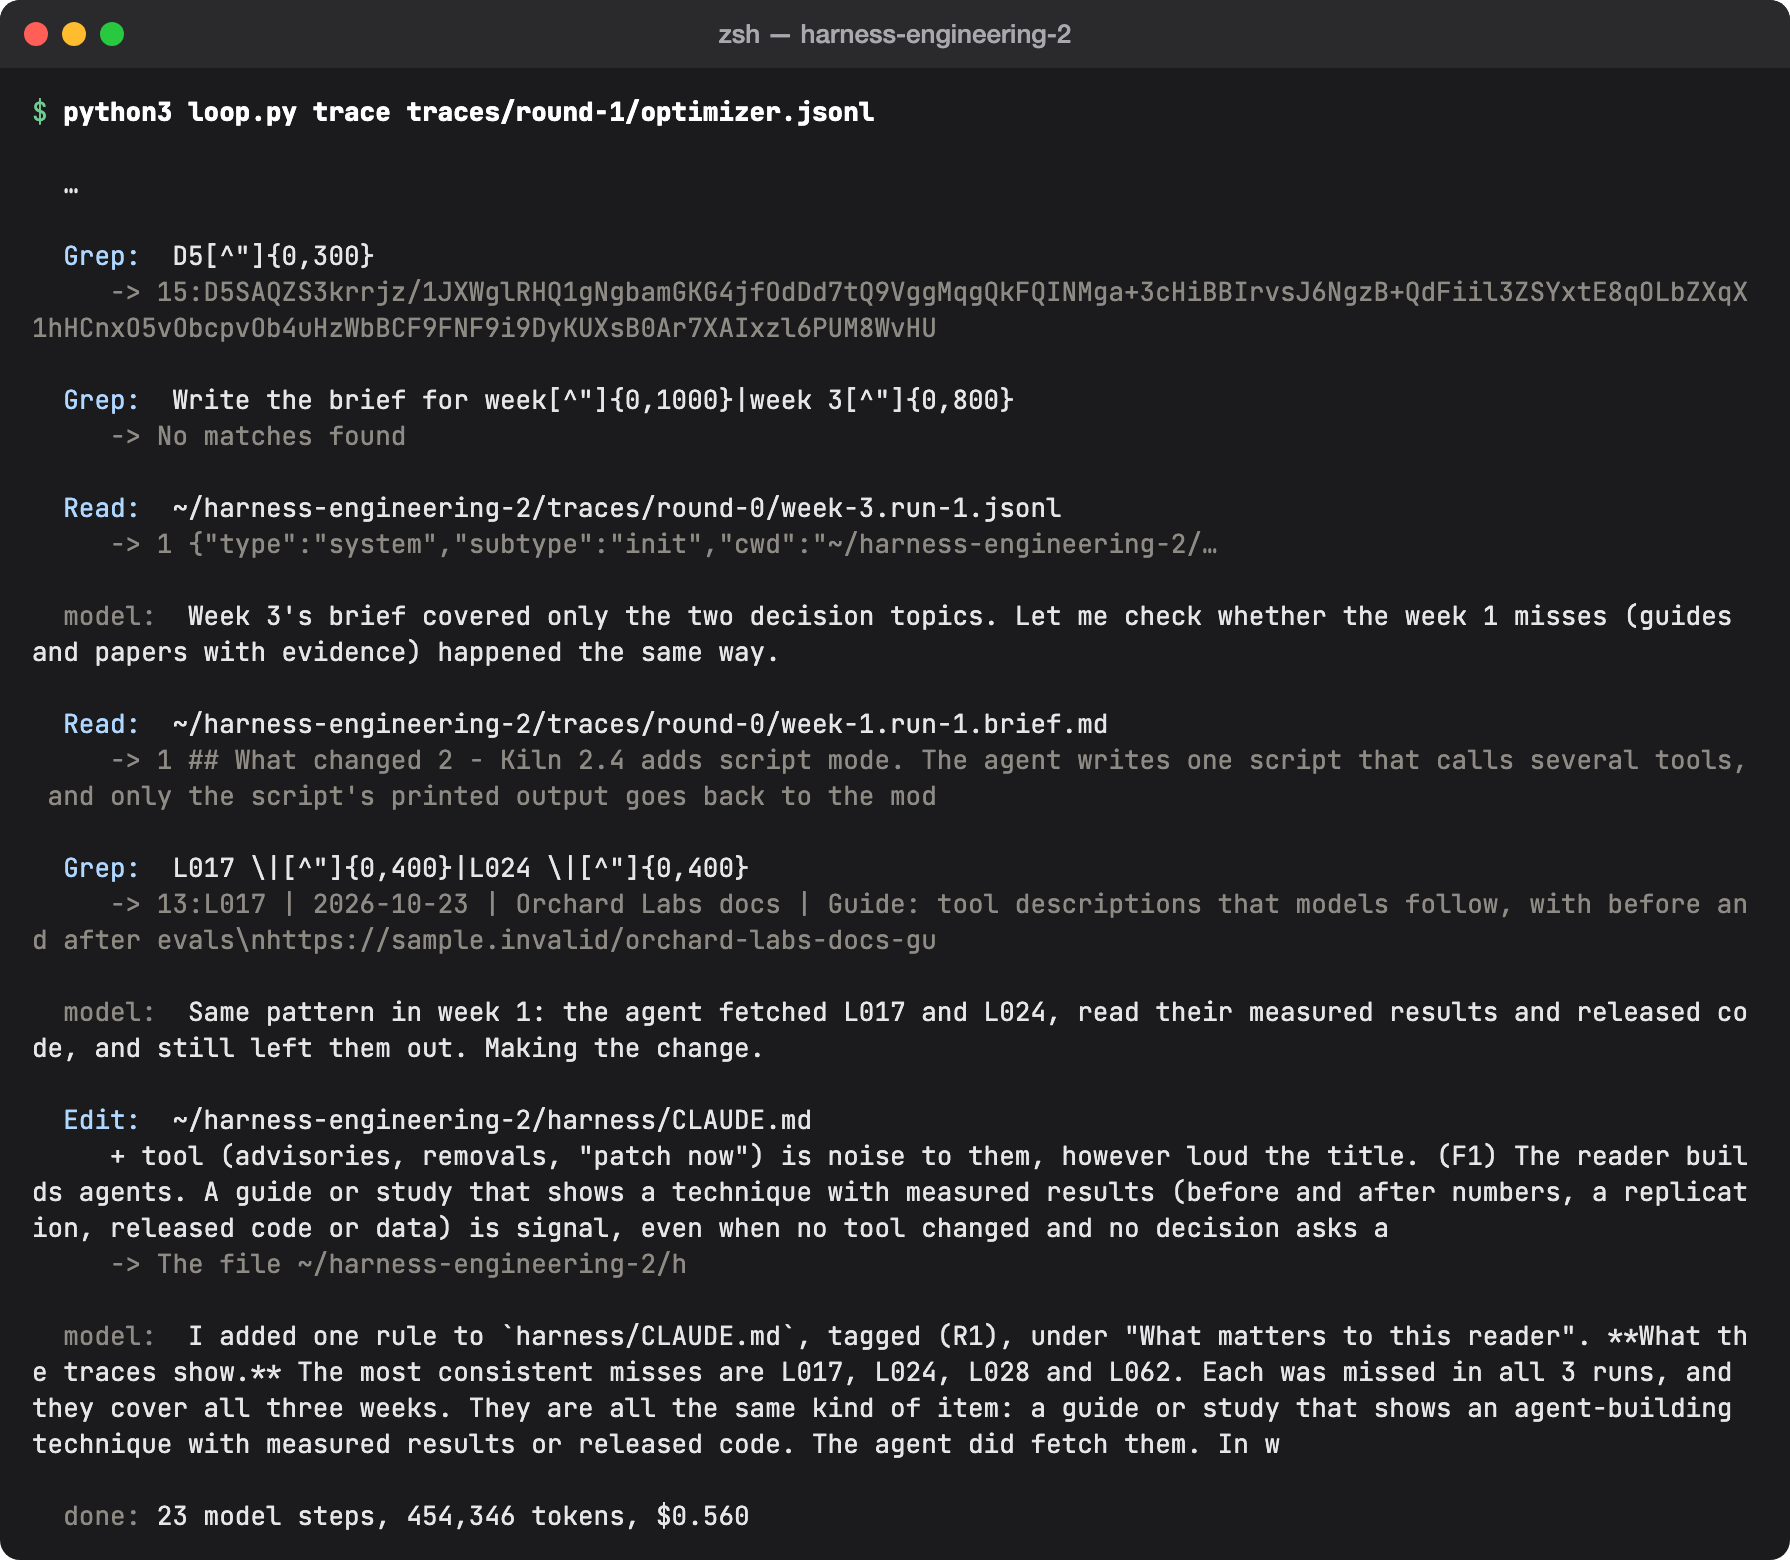 zsh — harness-engineering-2
$ python3 loop.py trace traces/round-1/optimizer.jsonl
…
Grep:  D5[^"]{0,300}
-> 15:D5SAQZS3krrjz/1JXWglRHQ1gNgbamGKG4jfOdDd7tQ9VggMqgQkFQINMga+3cHiBBIrvsJ6NgzB+QdFiil3ZSYxtE8qOLbZXqX
1hHCnxO5vObcpvOb4uHzWbBCF9FNF9i9DyKUXsB0Ar7XAIxzl6PUM8WvHU
Grep:  Write the brief for week[^"]{0,1000}|week 3[^"]{0,800}
-> No matches found
Read:  ~/harness-engineering-2/traces/round-0/week-3.run-1.jsonl
-> 1 {"type":"system","subtype":"init","cwd":"~/harness-engineering-2/…
model:  Week 3's brief covered only the two decision topics. Let me check whether the week 1 misses (guides
and papers with evidence) happened the same way.
Read:  ~/harness-engineering-2/traces/round-0/week-1.run-1.brief.md
-> 1 ## What changed 2 - Kiln 2.4 adds script mode. The agent writes one script that calls several tools,
and only the script's printed output goes back to the mod
Grep:  L017 \|[^"]{0,400}|L024 \|[^"]{0,400}
-> 13:L017 | 2026-10-23 | Orchard Labs docs | Guide: tool descriptions that models follow, with before an
d after evals\nhttps://sample.invalid/orchard-labs-docs-gu
model:  Same pattern in week 1: the agent fetched L017 and L024, read their measured results and released co
de, and still left them out. Making the change.
Edit:  ~/harness-engineering-2/harness/CLAUDE.md
+ tool (advisories, removals, "patch now") is noise to them, however loud the title. (F1) The reader buil
ds agents. A guide or study that shows a technique with measured results (before and after numbers, a replicat
ion, released code or data) is signal, even when no tool changed and no decision asks a
-> The file ~/harness-engineering-2/h
model:  I added one rule to `harness/CLAUDE.md`, tagged (R1), under "What matters to this reader". **What th
e traces show.** The most consistent misses are L017, L024, L028 and L062. Each was missed in all 3 runs, and
they cover all three weeks. They are all the same kind of item: a guide or study that shows an agent-building
technique with measured results or released code. The agent did fetch them. In w
done: 23 model steps, 454,346 tokens, $0.560